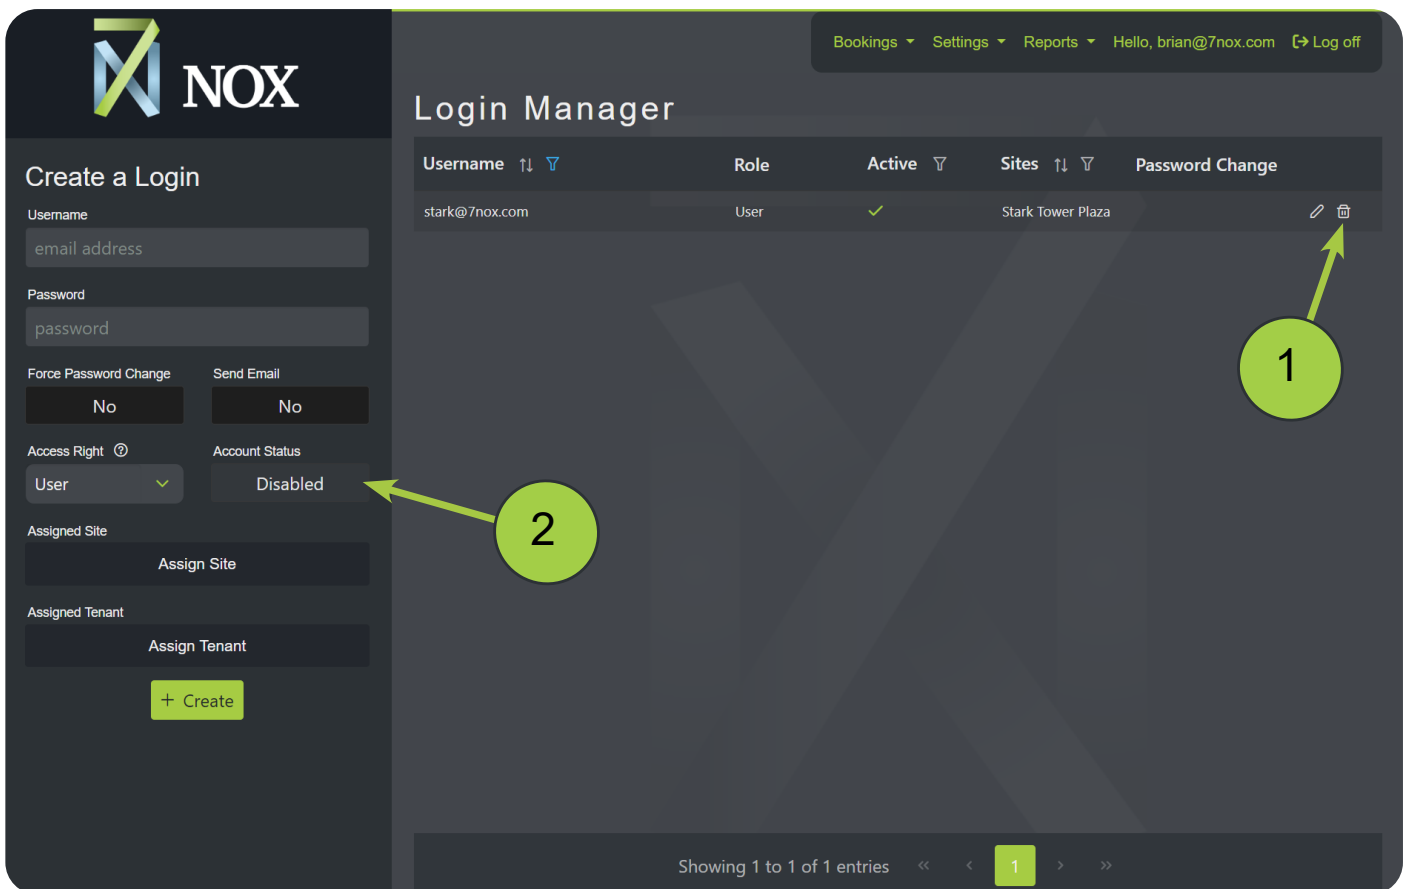 7
NOX
Bookings Settings Reports Hello, brian@7nox.com Log off
Login Manager
Create a Login
Username
email address
Password
password
Force Password Change Send Email
No No
Access Right ? Account Status
User Disabled
Assigned Site
Assign Site
Assigned Tenant
Assign Tenant
+ Create
Username Role Active Sites Password Change
stark@7nox.com User Stark Tower Plaza
1
2
Showing 1 to 1 of 1 entries « ‹ 1 › »